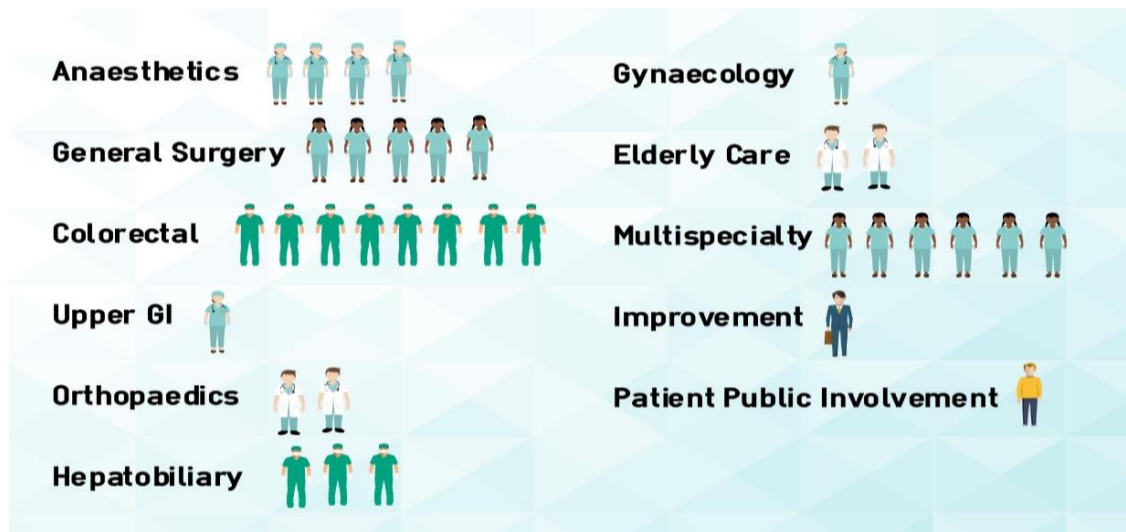 Anaesthetics
General Surgery
Colorectal
Upper GI
Orthopaedics
Hepatobiliary
Gynaecology
Elderly Care
Multispecialty
Improvement
Patient Public Involvement